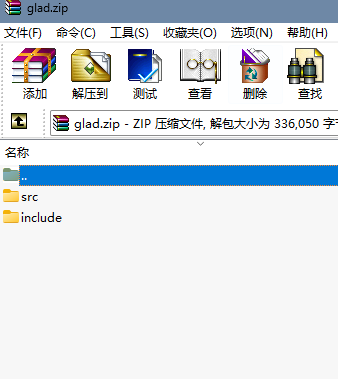 glad.zip
文件(F) 命令(C) 工具(S) 收藏夹(O) 选项(N) 帮助(H)
添加 解压到 测试 查看 删除 查找
glad.zip - ZIP 压缩文件, 解包大小为 336,050 字
名称
..
src
include